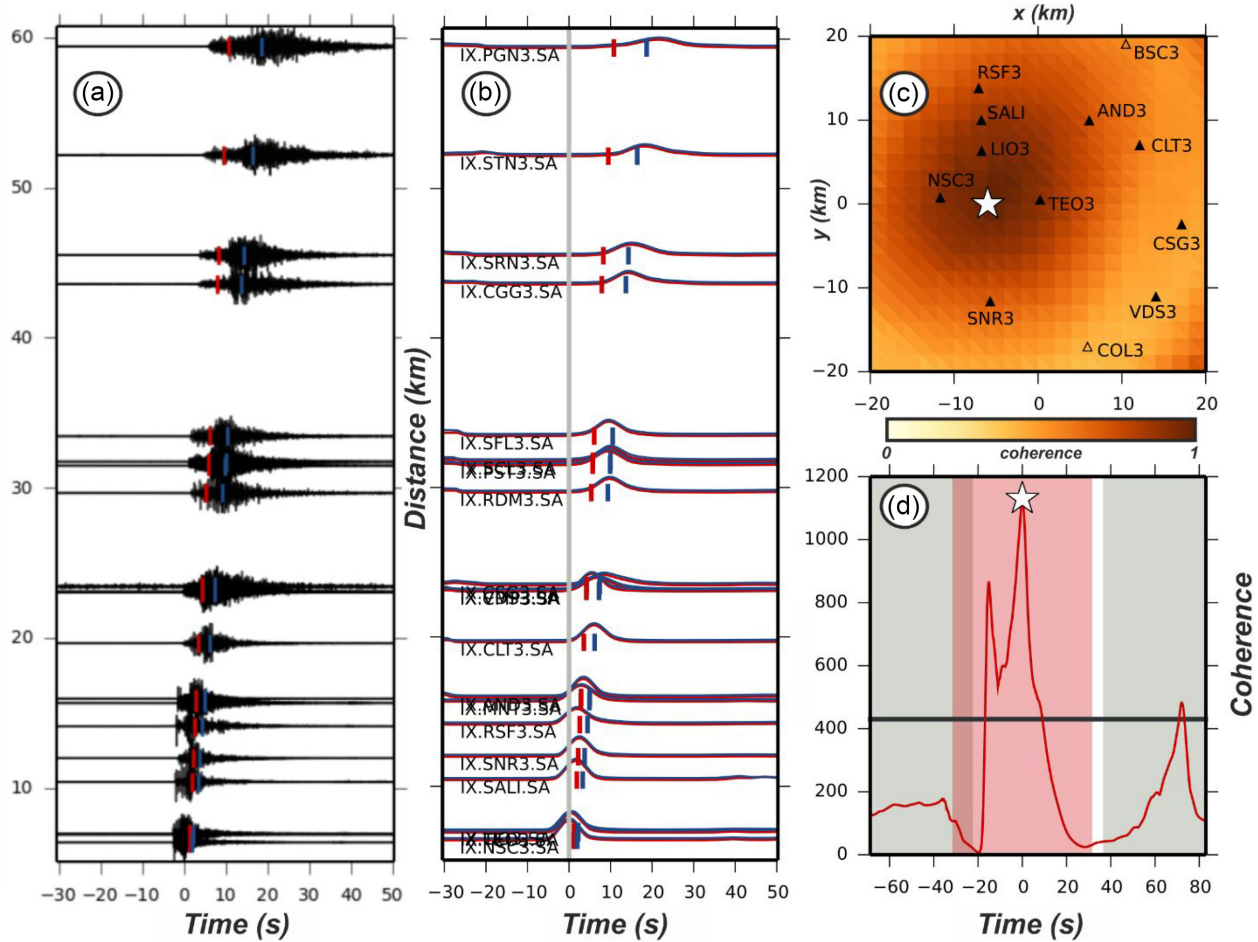 (a)
60
50
40
30
20
10
−30 −20 −10 0 10 20 30 40 50
Time (s)
Distance (km)
(b)
IX.PGN3.SA
IX.STN3.SA
IX.SRN3.SA
IX.CGG3.SA
IX.SFL3.SA
IX.RDM3.SA
IX.CLT3.SA
IX.RSF3.SA
IX.SNR3.SA
IX.SALI.SA
IX.NSC3.SA
−30 −20 −10 0 10 20 30 40 50
Time (s)
x (km)
(c)
20
10
0
−10
−20
y (km)
BSC3
RSF3
SALI
AND3
LIO3
CLT3
NSC3
TEO3
CSG3
VDS3
SNR3
COL3
−20 −10 0 10 20
0 coherence 1
(d)
1200
1000
800
600
400
200
0
Coherence
−60 −40 −20 0 20 40 60 80
Time (s)